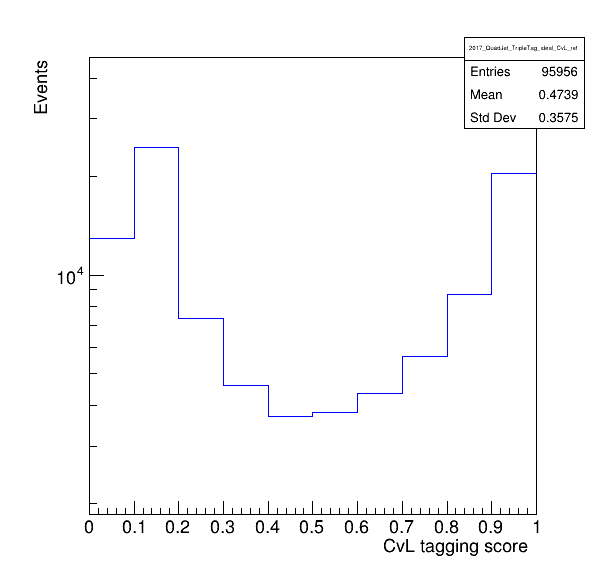 2017_QuadJet_TripleTag_ideal_CvL_ref
Entries 95956
Mean 0.4739
Std Dev 0.3575
Events
10^4
0 0.1 0.2 0.3 0.4 0.5 0.6 0.7 0.8 0.9 1
CvL tagging score